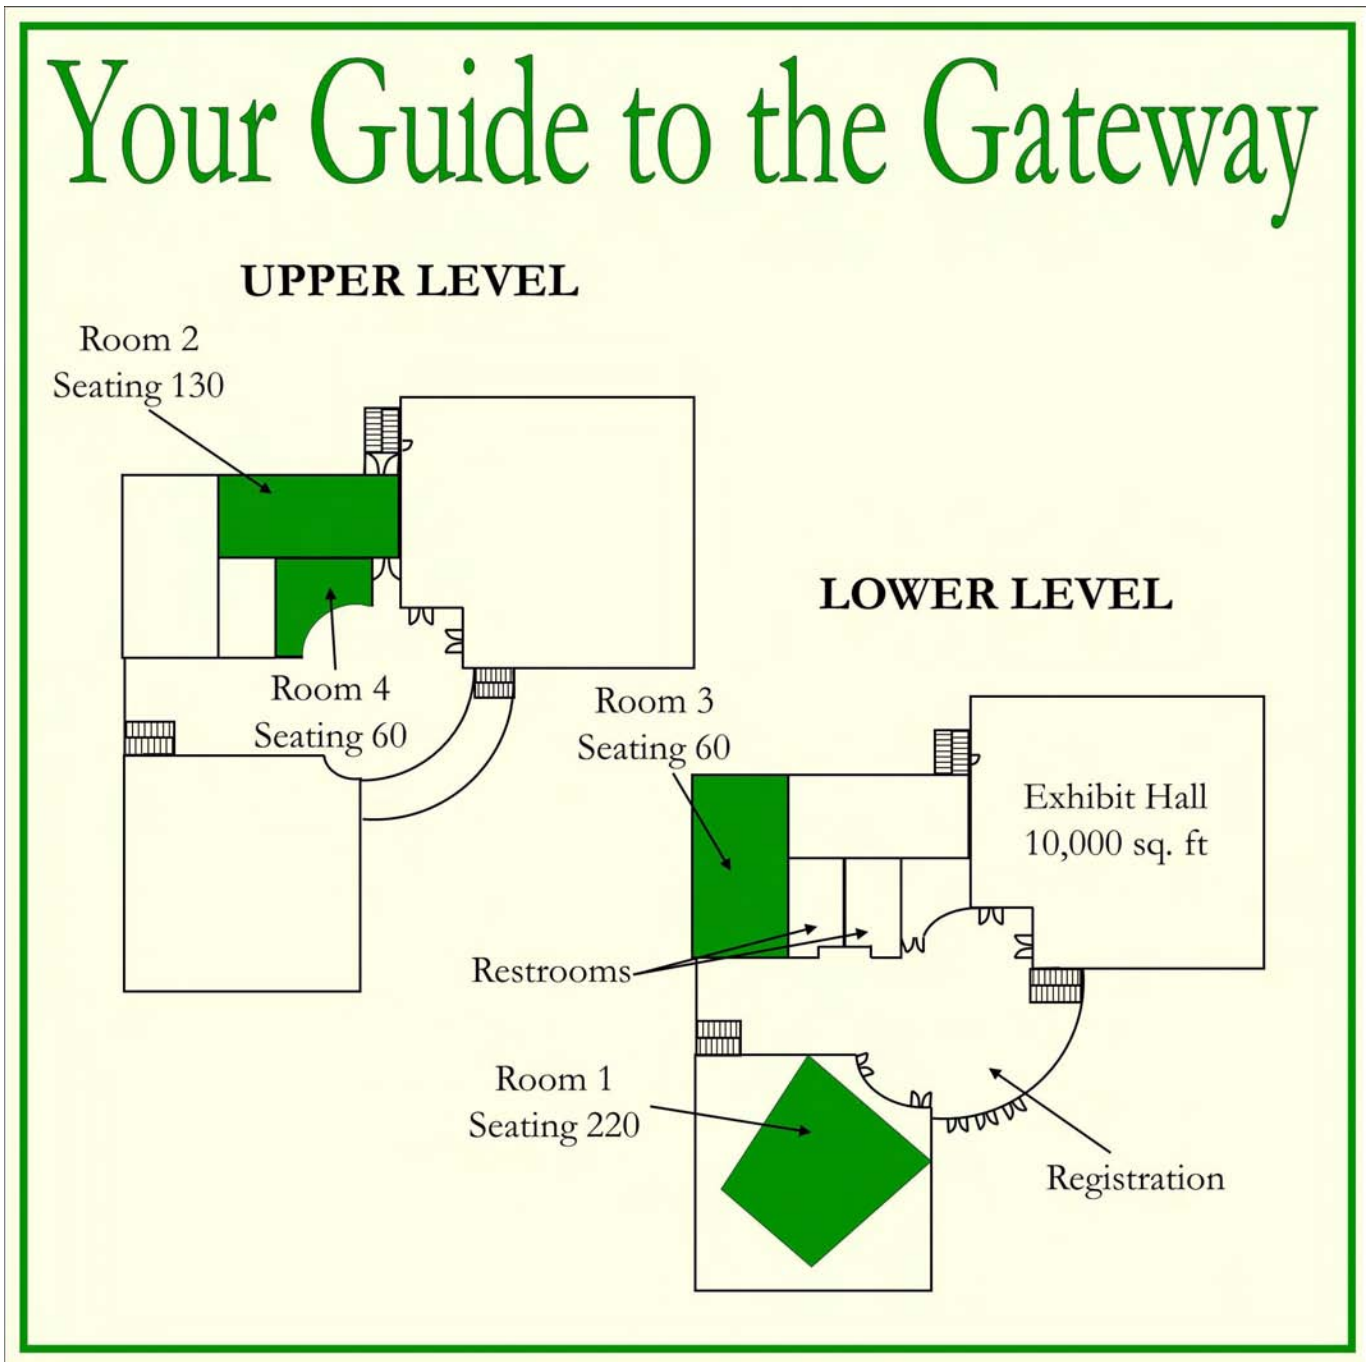 Your Guide to the Gateway
UPPER LEVEL
Room 2
Seating 130
Room 4
Seating 60
LOWER LEVEL
Room 3
Seating 60
Exhibit Hall
10,000 sq. ft
Restrooms
Room 1
Seating 220
Registration